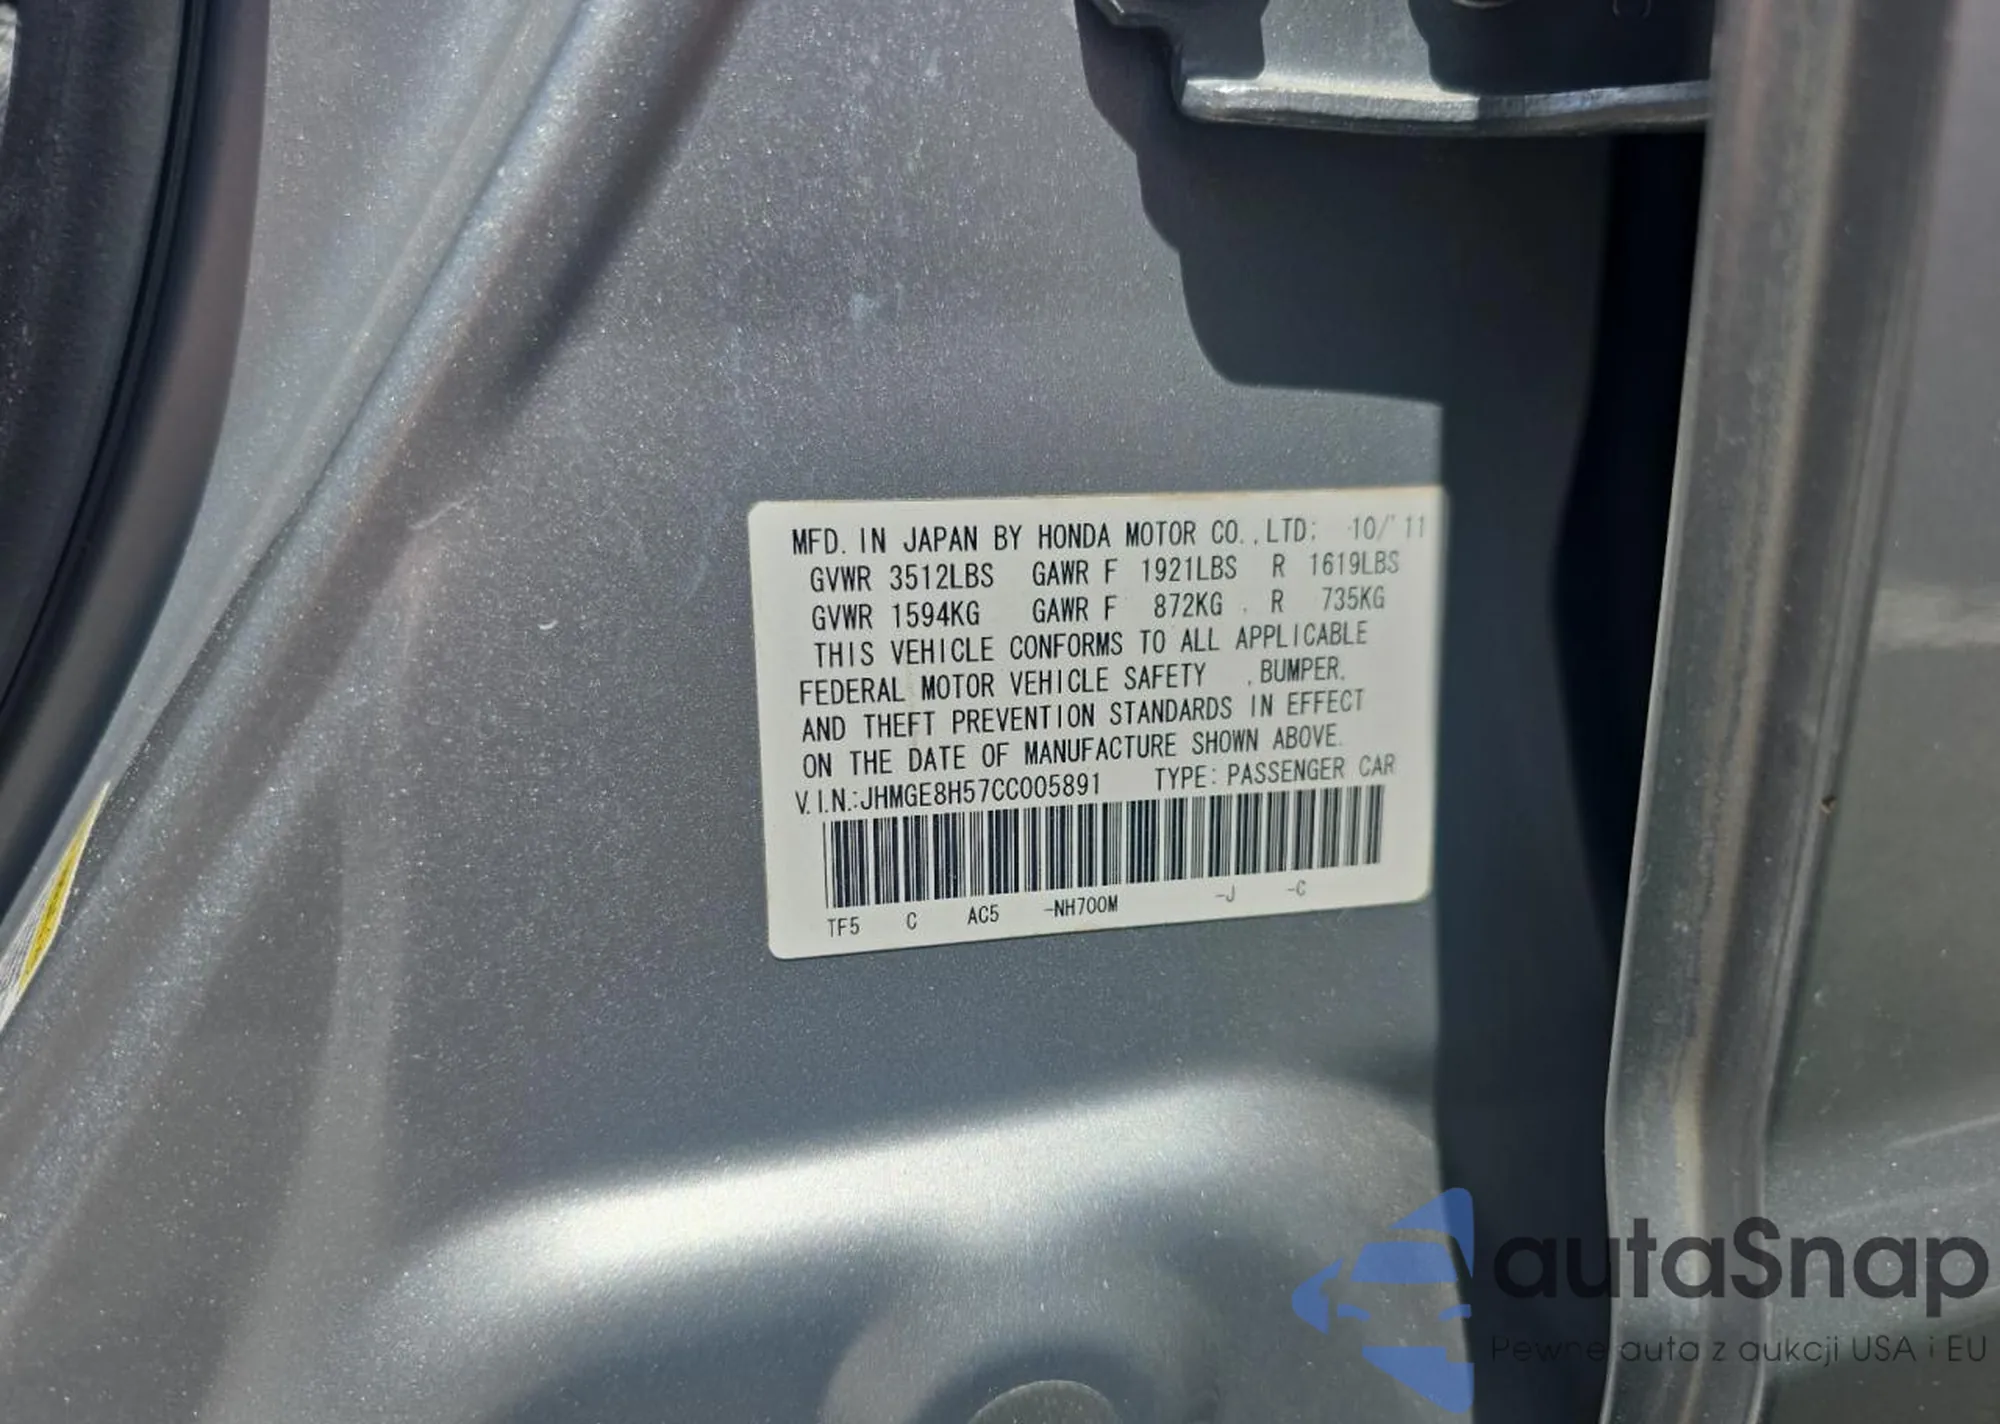 MFD. IN JAPAN BY HONDA MOTOR CO.,LTD: 10/'11
GVWR 3512LBS GAWR F 1921LBS R 1619LBS
GVWR 1594KG GAWR F 872KG . R 735KG
THIS VEHICLE CONFORMS TO ALL APPLICABLE
FEDERAL MOTOR VEHICLE SAFETY ,BUMPER,
AND THEFT PREVENTION STANDARDS IN EFFECT
ON THE DATE OF MANUFACTURE SHOWN ABOVE.
V.I.N.:JHMGE8H57CC005891 TYPE: PASSENGER CAR
TF5 C AC5 -NH700M -J -C
autaSnap
Pewne auta z aukcji USA i EU